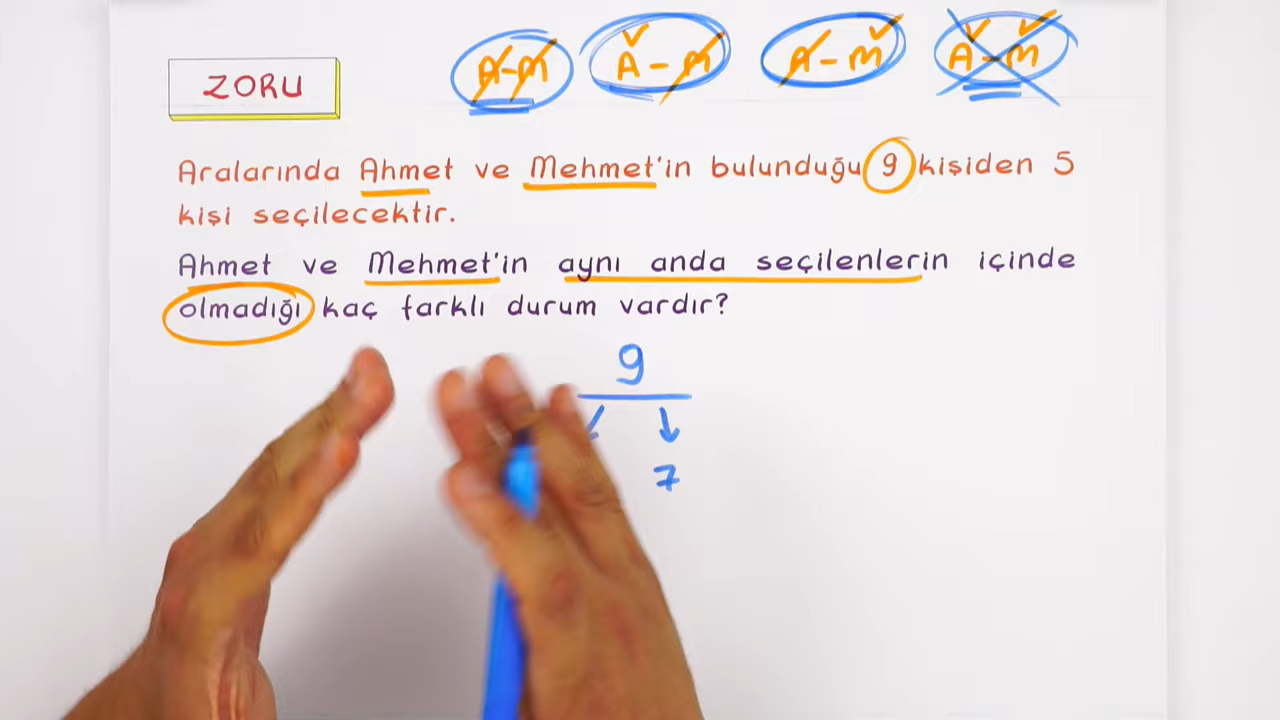 A-M A-M A-M A-M
ZORU
Aralarında Ahmet ve Mehmet'in bulunduğu 9 kişiden 5
kişi seçilecektir.
Ahmet ve Mehmet'in aynı anda seçilenlerin içinde
olmadığı kaç farklı durum vardır?
9
7